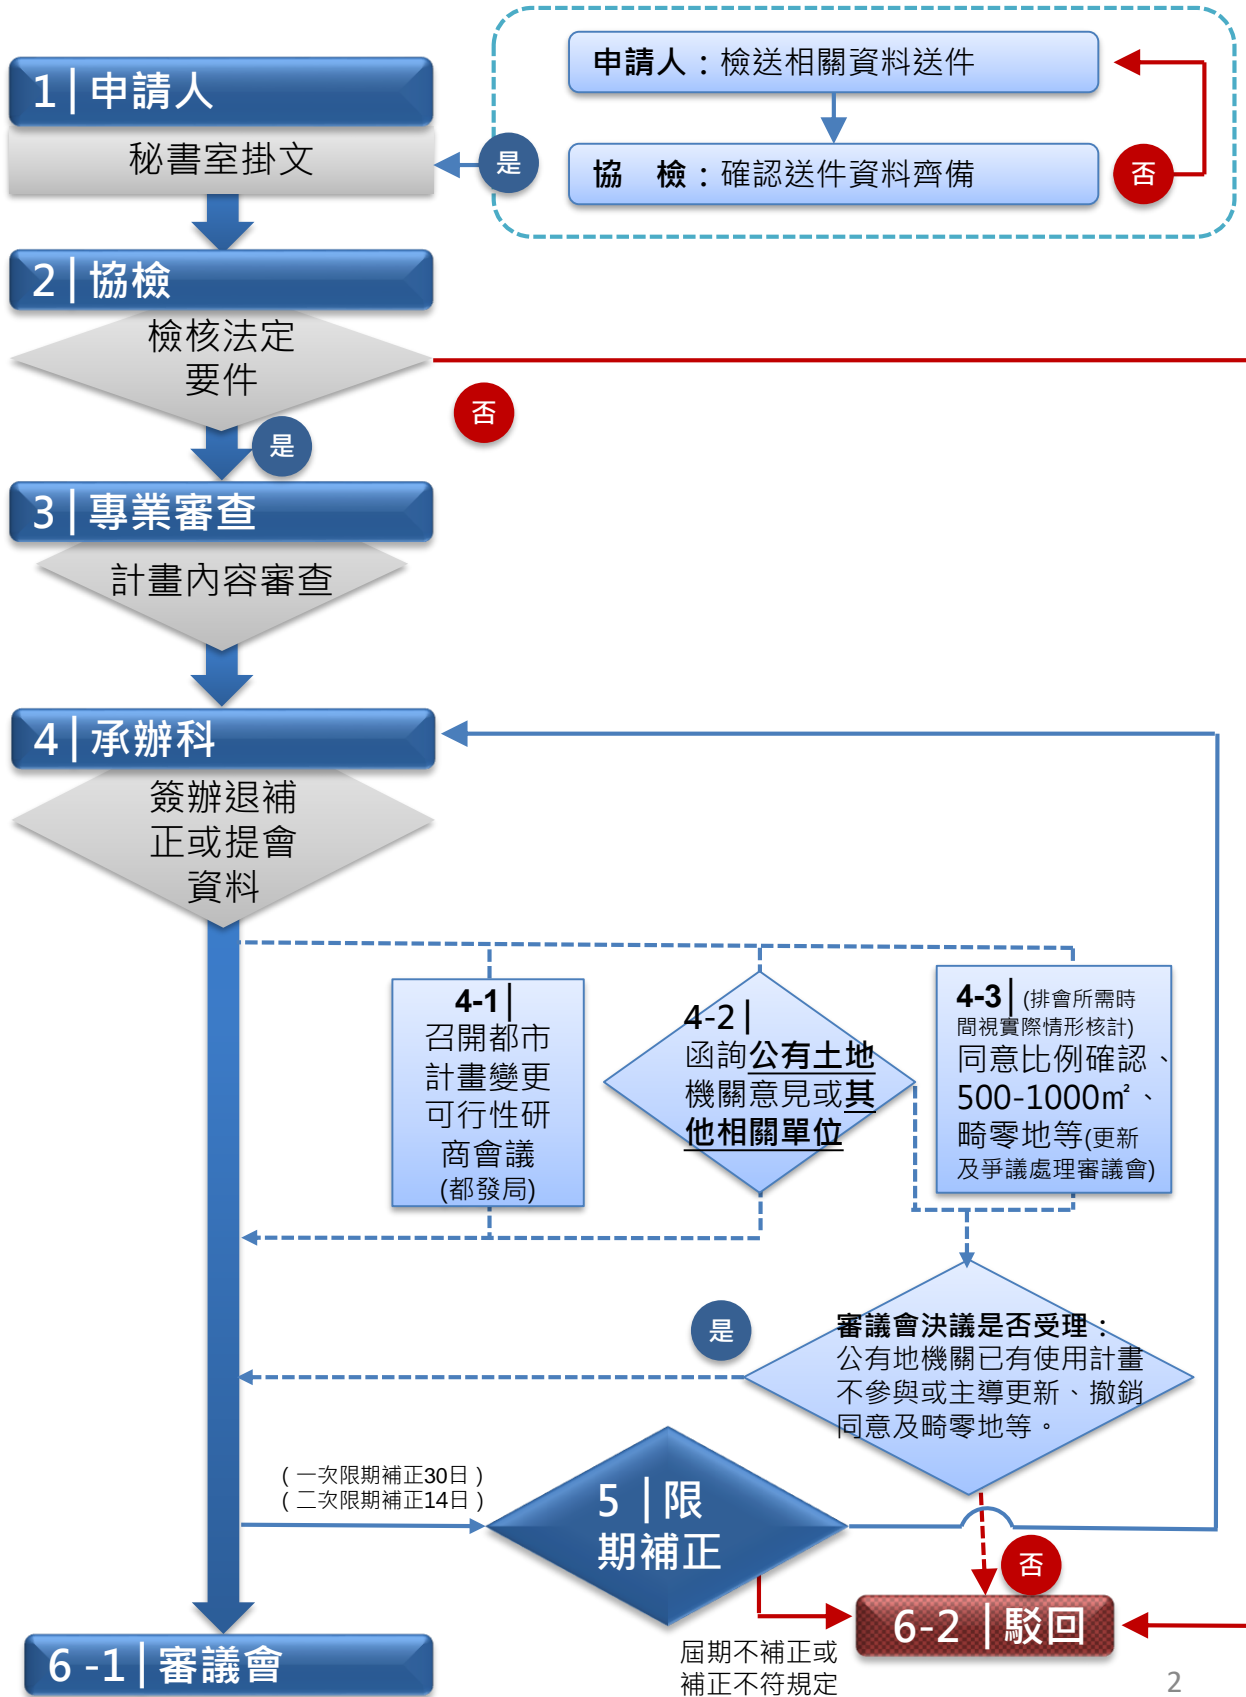 申請人：檢送相關資料送件
協　檢：確認送件資料齊備
是
否
1│申請人
秘書室掛文
2│協檢
檢核法定
要件
否
是
3│專業審查
計畫內容審查
4│承辦科
簽辦退補
正或提會
資料
4-1│
召開都市
計畫變更
可行性研
商會議
(都發局)
4-2│
函詢公有土地
機關意見或其
他相關單位
4-3│(排會所需時
間視實際情形核計)
同意比例確認、
500-1000㎡、
畸零地等(更新
及爭議處理審議會)
是
審議會決議是否受理：
公有地機關已有使用計畫
不參與或主導更新、撤銷
同意及畸零地等。
(一次限期補正30日)
(二次限期補正14日)
5│限
期補正
否
6-2│駁回
屆期不補正或
補正不符規定
6 -1│審議會
2